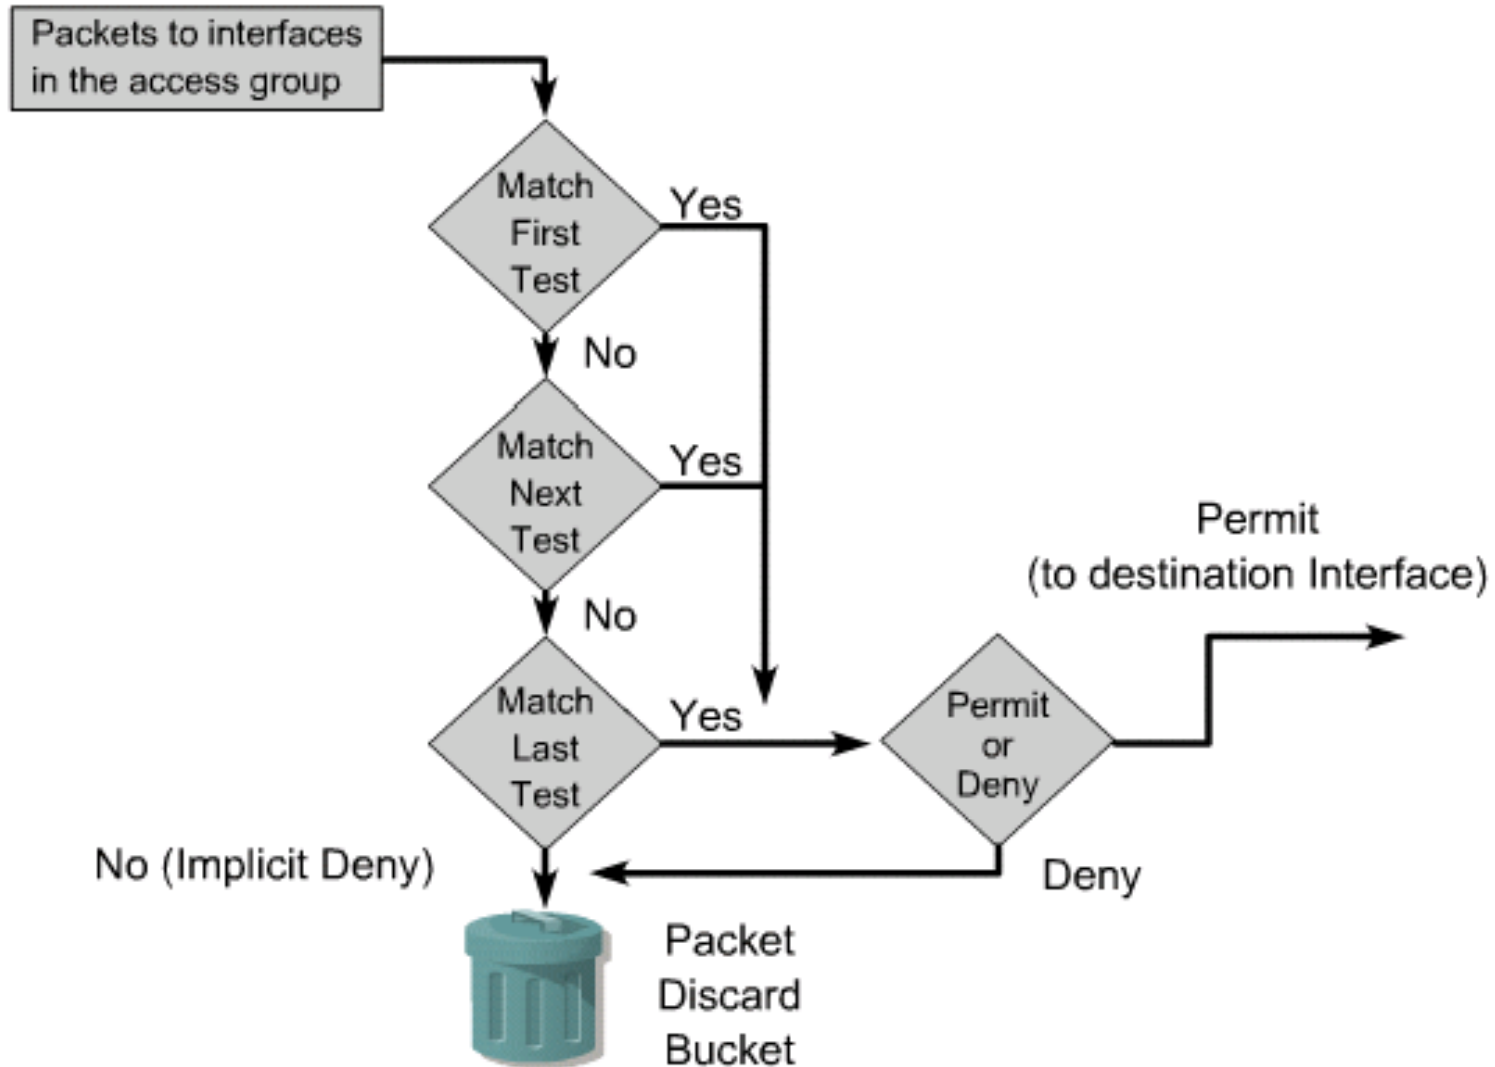 Packets to interfaces
in the access group
Match
First
Test
Yes
No
Match
Next
Test
Yes
No
Match
Last
Test
Yes
Permit
or
Deny
Permit
(to destination Interface)
No (Implicit Deny)
Deny
Packet
Discard
Bucket